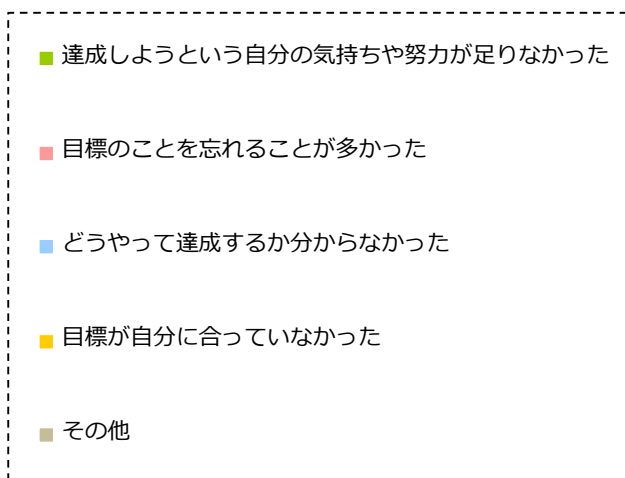 達成しようという自分の気持ちや努力が足りなかった
目標のことを忘れることが多かった
どうやって達成するか分からなかった
目標が自分に合っていなかった
その他